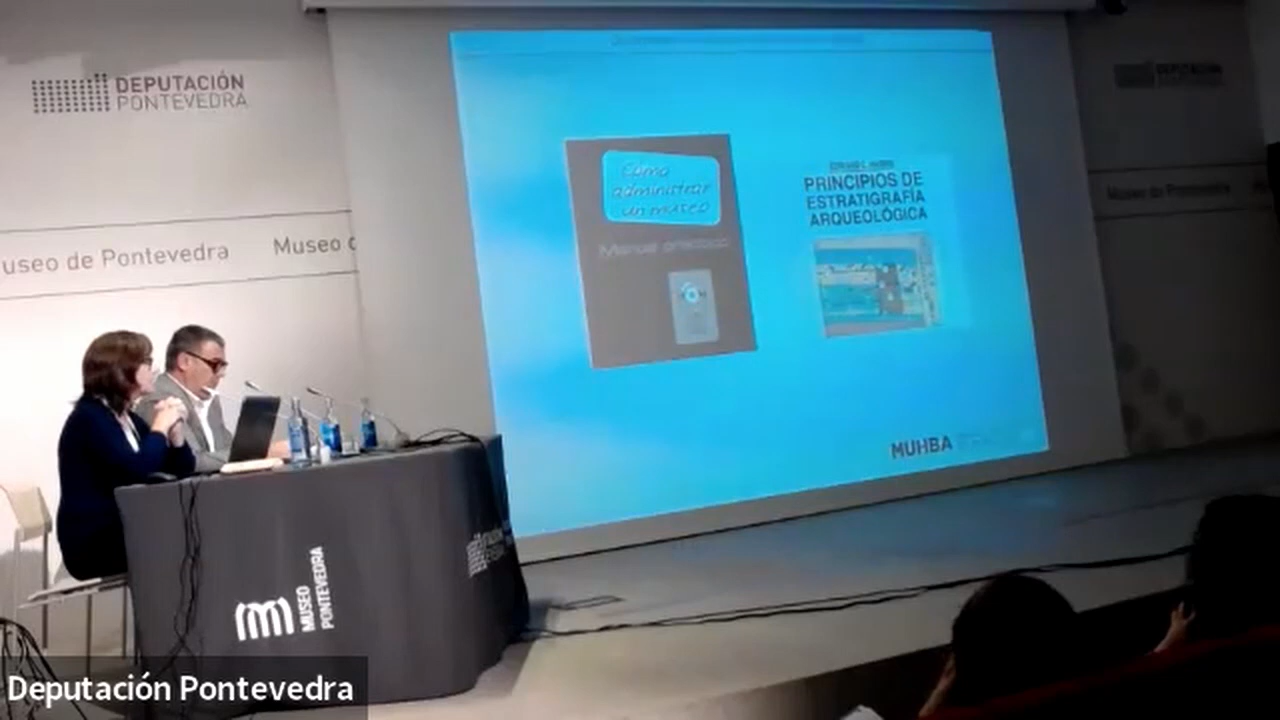 DEPUTACIÓN
PONTEVEDRA
useo de Pontevedra
Museo
Cómo
administrar
un museo
Manual práctico
PRINCIPIOS DE
ESTRATIGRAFÍA
ARQUEOLÓGICA
MUHBA
DEPUTACIÓN
Museo de Pontevedra
MUSEO
PONTEVEDRA
Deputación Pontevedra